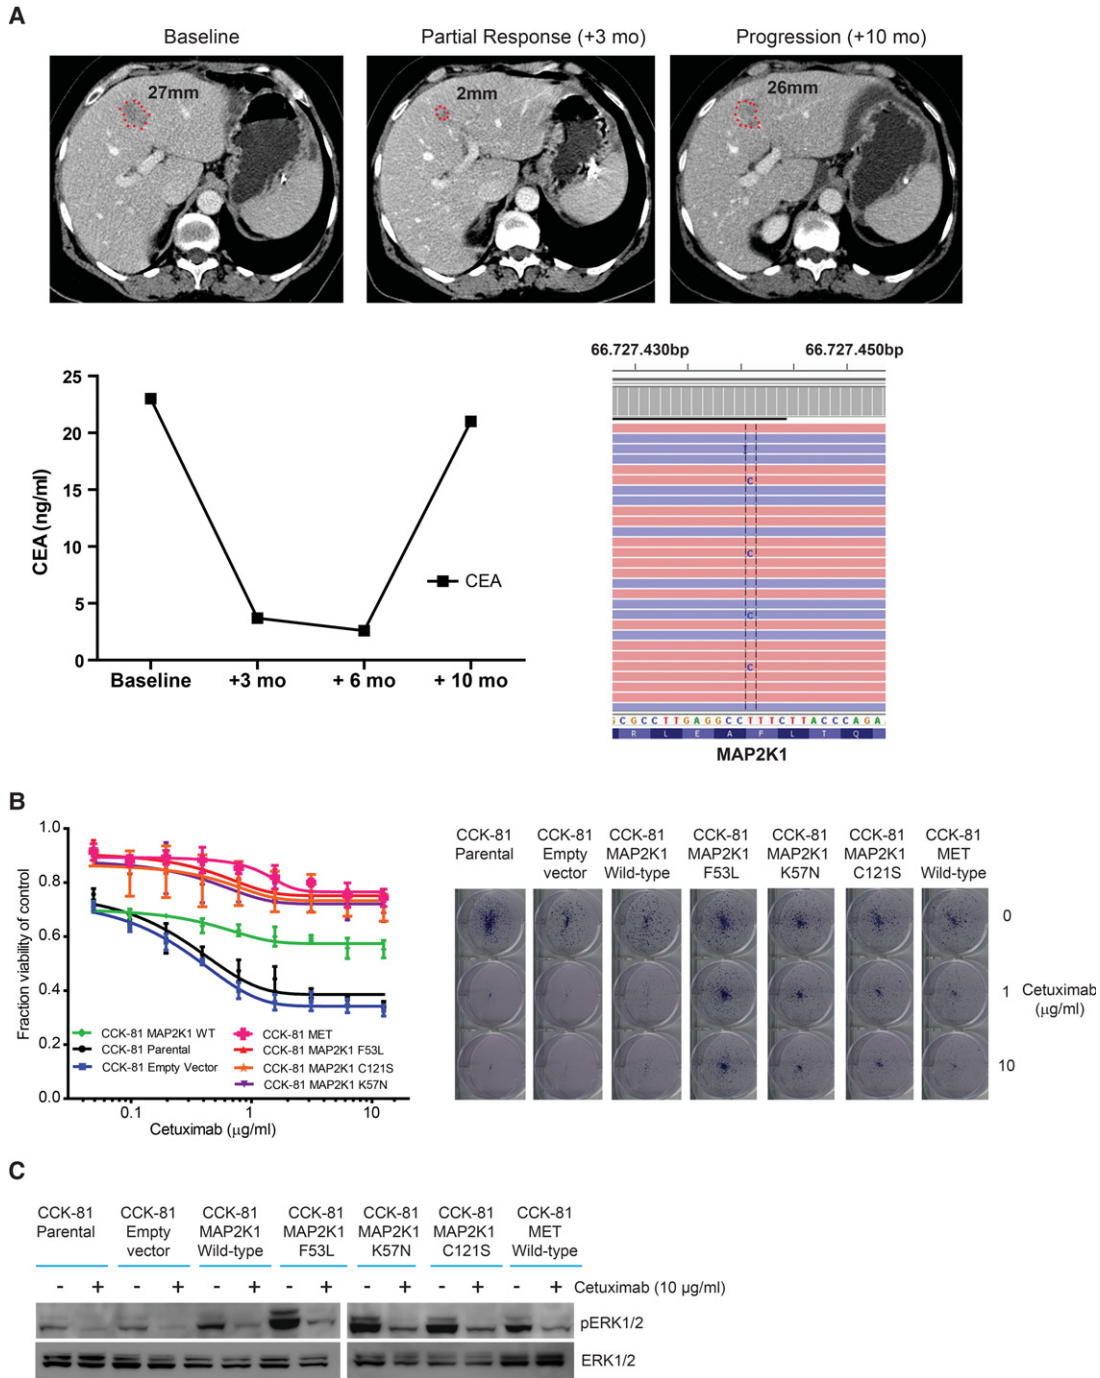 A
Baseline
Partial Response (+3 mo)
Progression (+10 mo)
27mm
2mm
26mm
66.727.430bp
66.727.450bp
CEA (ng/ml)
25
20
15
10
5
0
CEA
Baseline
+3 mo
+ 6 mo
+ 10 mo
C
C
C
C
G C G C C T T G A G G C C T T T C T T A C C C A G A
R L E A F L T Q
MAP2K1
B
Fraction viability of control
1.0
0.8
0.6
0.4
0.2
0.0
CCK-81 MAP2K1 WT
CCK-81 Parental
CCK-81 Empty Vector
CCK-81 MET
CCK-81 MAP2K1 F53L
CCK-81 MAP2K1 C121S
CCK-81 MAP2K1 K57N
0.1
1
10
Cetuximab (µg/ml)
CCK-81 Parental
CCK-81 Empty vector
CCK-81 MAP2K1 Wild-type
CCK-81 MAP2K1 F53L
CCK-81 MAP2K1 K57N
CCK-81 MAP2K1 C121S
CCK-81 MET Wild-type
0
1
10
Cetuximab
(µg/ml)
C
CCK-81 Parental
CCK-81 Empty vector
CCK-81 MAP2K1 Wild-type
CCK-81 MAP2K1 F53L
CCK-81 MAP2K1 K57N
CCK-81 MAP2K1 C121S
CCK-81 MET Wild-type
- + - + - + - + - + - + - + Cetuximab (10 µg/ml)
pERK1/2
ERK1/2